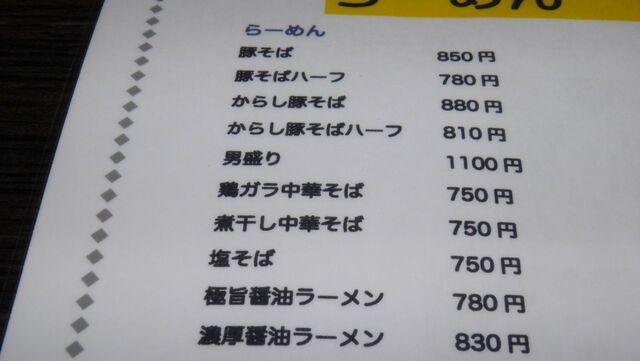 らーめん
らーめん
豚そば 850円
豚そばハーフ 780円
からし豚そば 880円
からし豚そばハーフ 810円
男盛り 1100円
鶏ガラ中華そば 750円
煮干し中華そば 750円
塩そば 750円
極旨醤油ラーメン 780円
濃厚醤油ラーメン 830円